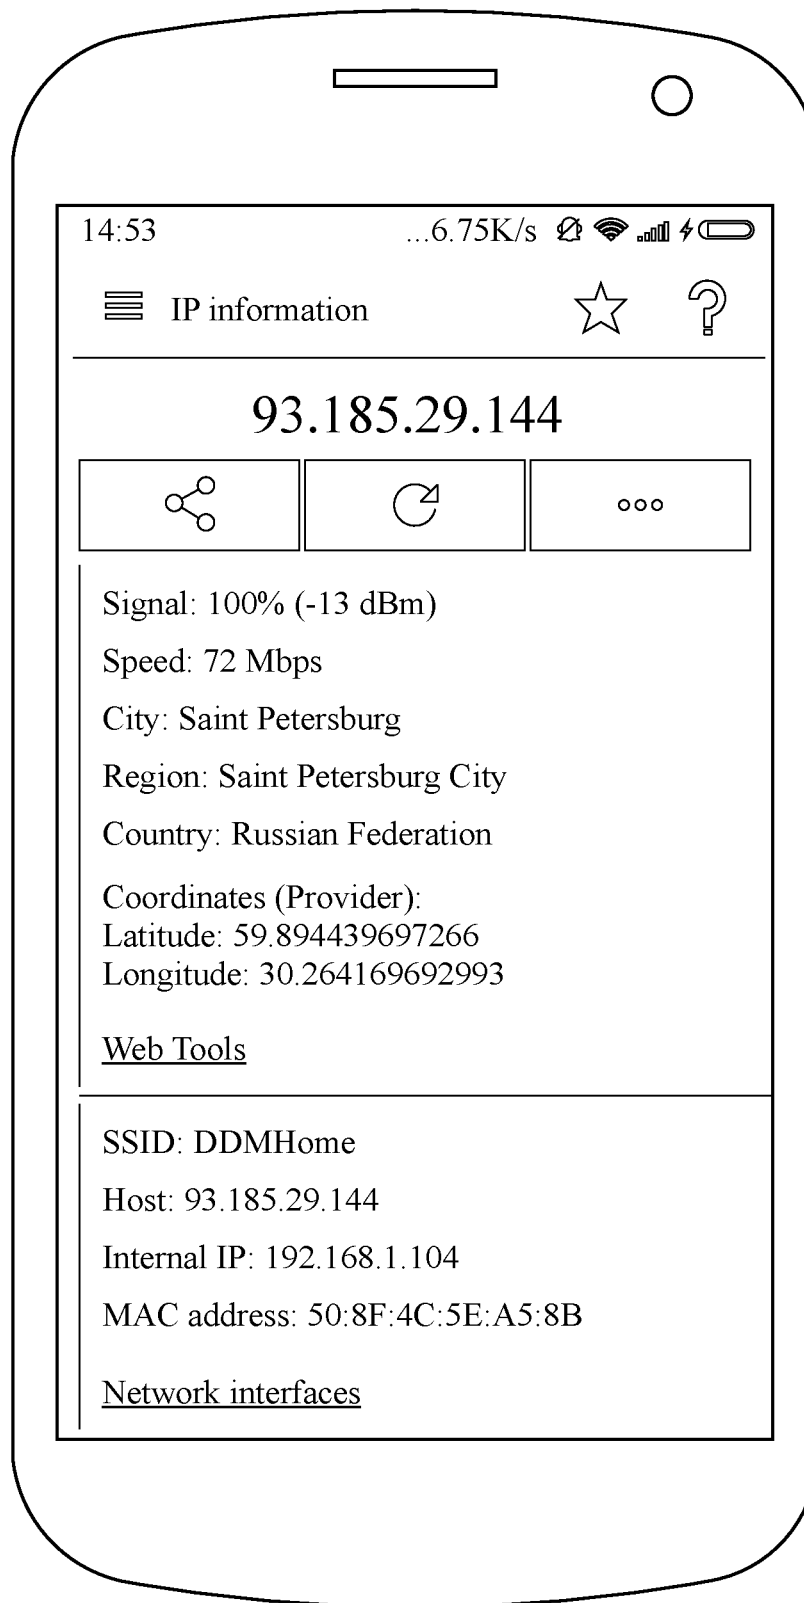 14:53 ...6.75K/s
IP information
93.185.29.144
Signal: 100% (-13 dBm)
Speed: 72 Mbps
City: Saint Petersburg
Region: Saint Petersburg City
Country: Russian Federation
Coordinates (Provider):
Latitude: 59.894439697266
Longitude: 30.264169692993
Web Tools
SSID: DDMHome
Host: 93.185.29.144
Internal IP: 192.168.1.104
MAC address: 50:8F:4C:5E:A5:8B
Network interfaces